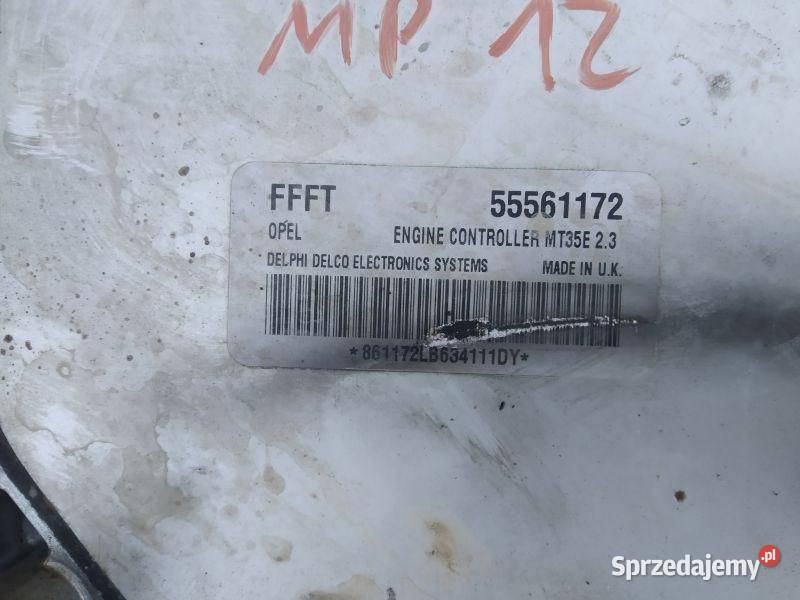 MP 12
FFFT 55561172
OPEL ENGINE CONTROLLER MT35E 2.3
DELPHI DELCO ELECTRONICS SYSTEMS MADE IN U.K.
*861172LB634111DY*
Sprzedajemy.pl